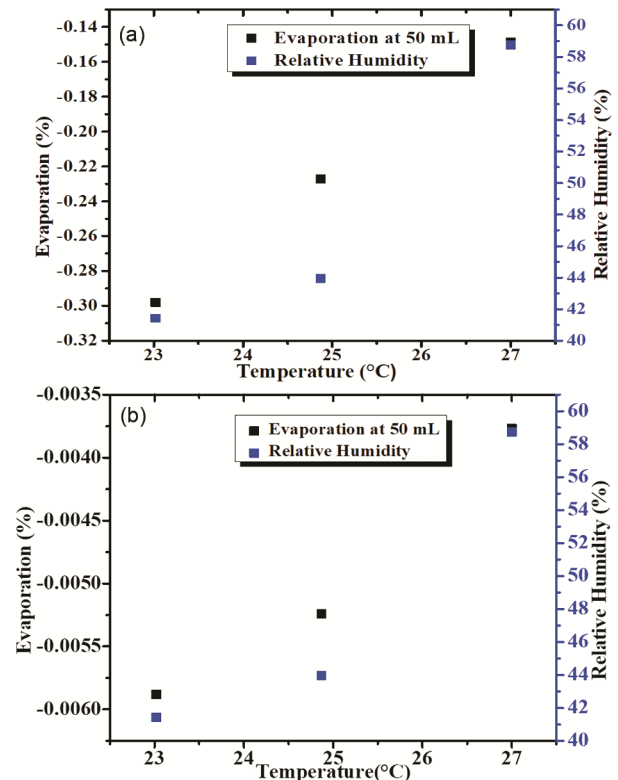 (a)
Evaporation at 50 mL
Relative Humidity
-0.14
-0.16
-0.18
-0.20
-0.22
-0.24
-0.26
-0.28
-0.30
-0.32
Evaporation (%)
60
58
56
54
52
50
48
46
44
42
40
Relative Humidity (%)
23 24 25 26 27
Temperature (°C)
(b)
Evaporation at 50 mL
Relative Humidity
-0.0035
-0.0040
-0.0045
-0.0050
-0.0055
-0.0060
Evaporation (%)
60
58
56
54
52
50
48
46
44
42
40
Relative Humidity (%)
23 24 25 26 27
Temperature(°C)